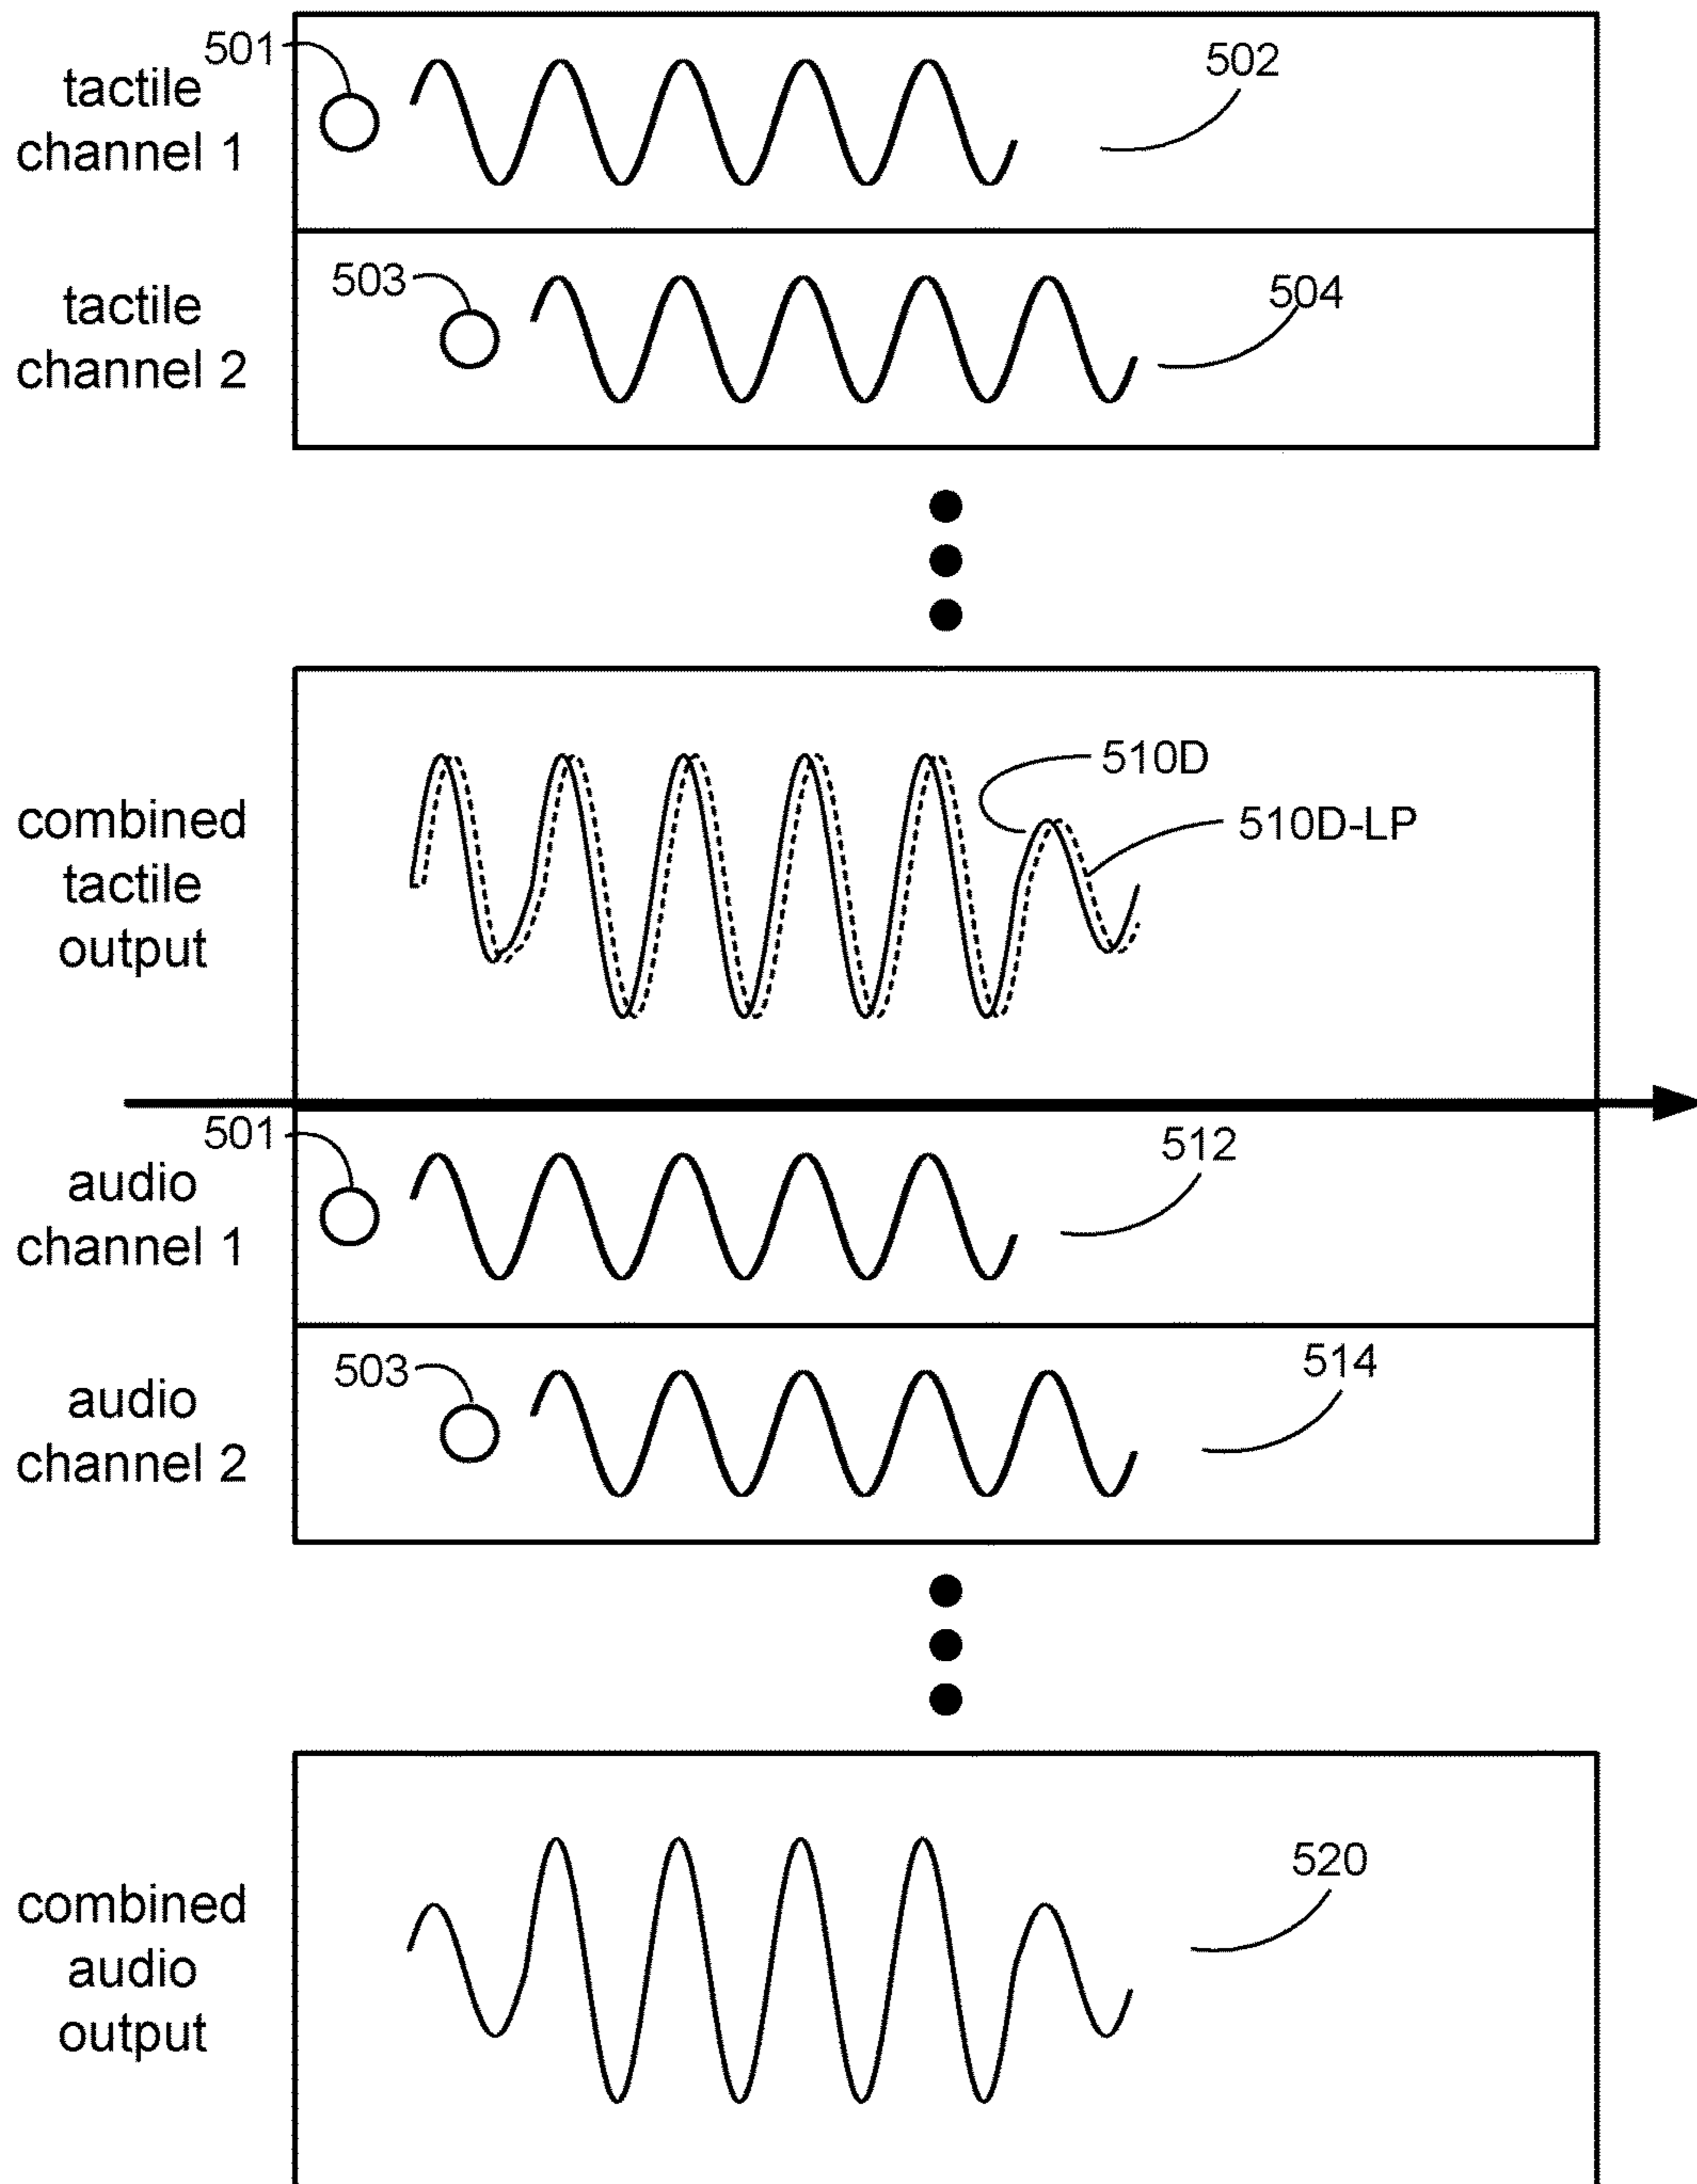 501
tactile
channel 1
502
tactile
channel 2
503
504
combined
tactile
output
510D
510D-LP
501
audio
channel 1
512
audio
channel 2
503
514
combined
audio
output
520